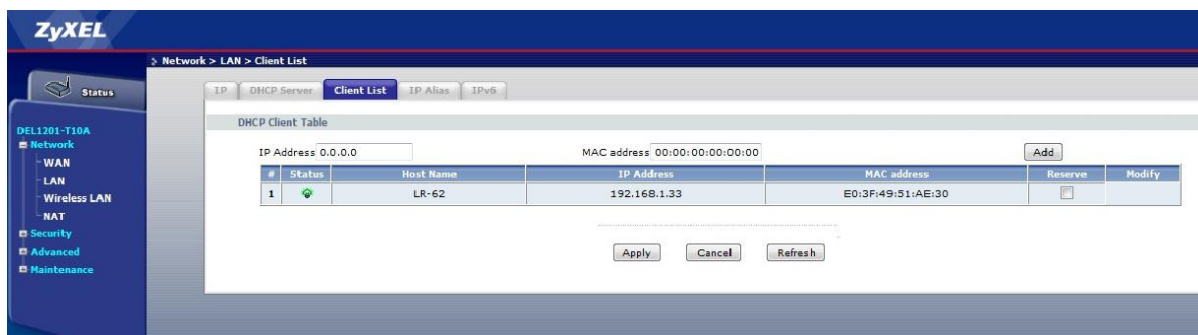 ZyXEL
Network > LAN > Client List
Status
IP DHCP Server Client List IP Alias IPv6
DEL1201-T10A
Network
WAN
LAN
Wireless LAN
NAT
Security
Advanced
Maintenance
DHCP Client Table
IP Address 0.0.0.0 MAC address 00:00:00:00:00:00 Add
# Status Host Name IP Address MAC address Reserve Modify
1 LR-62 192.168.1.33 E0:3F:49:51:AE:30
Apply Cancel Refresh